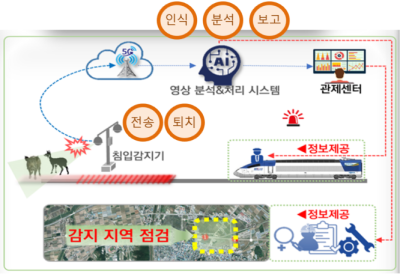 인식 분석 보고
5G
AI
영상 분석&처리 시스템
관제센터
전송 퇴치
침입감지기
◀정보제공
감지 지역 점검
◀정보제공